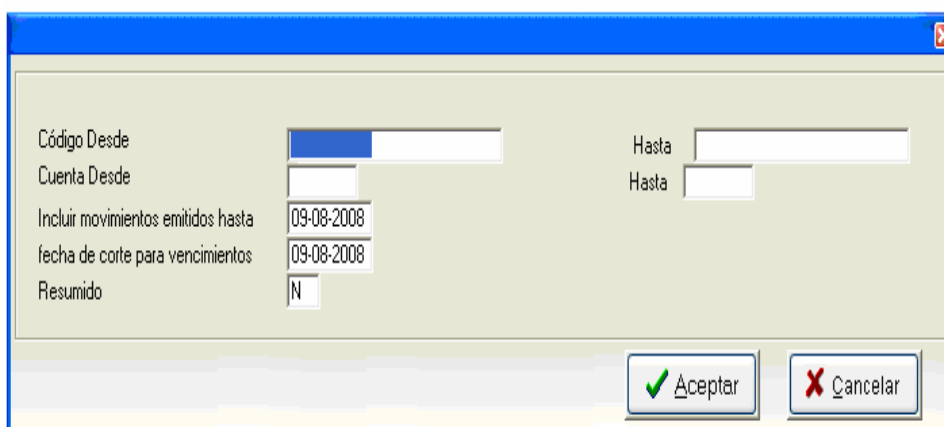 Código Desde Hasta
Cuenta Desde Hasta
Incluir movimientos emitidos hasta 09-08-2008
fecha de corte para vencimientos 09-08-2008
Resumido N
Aceptar Cancelar